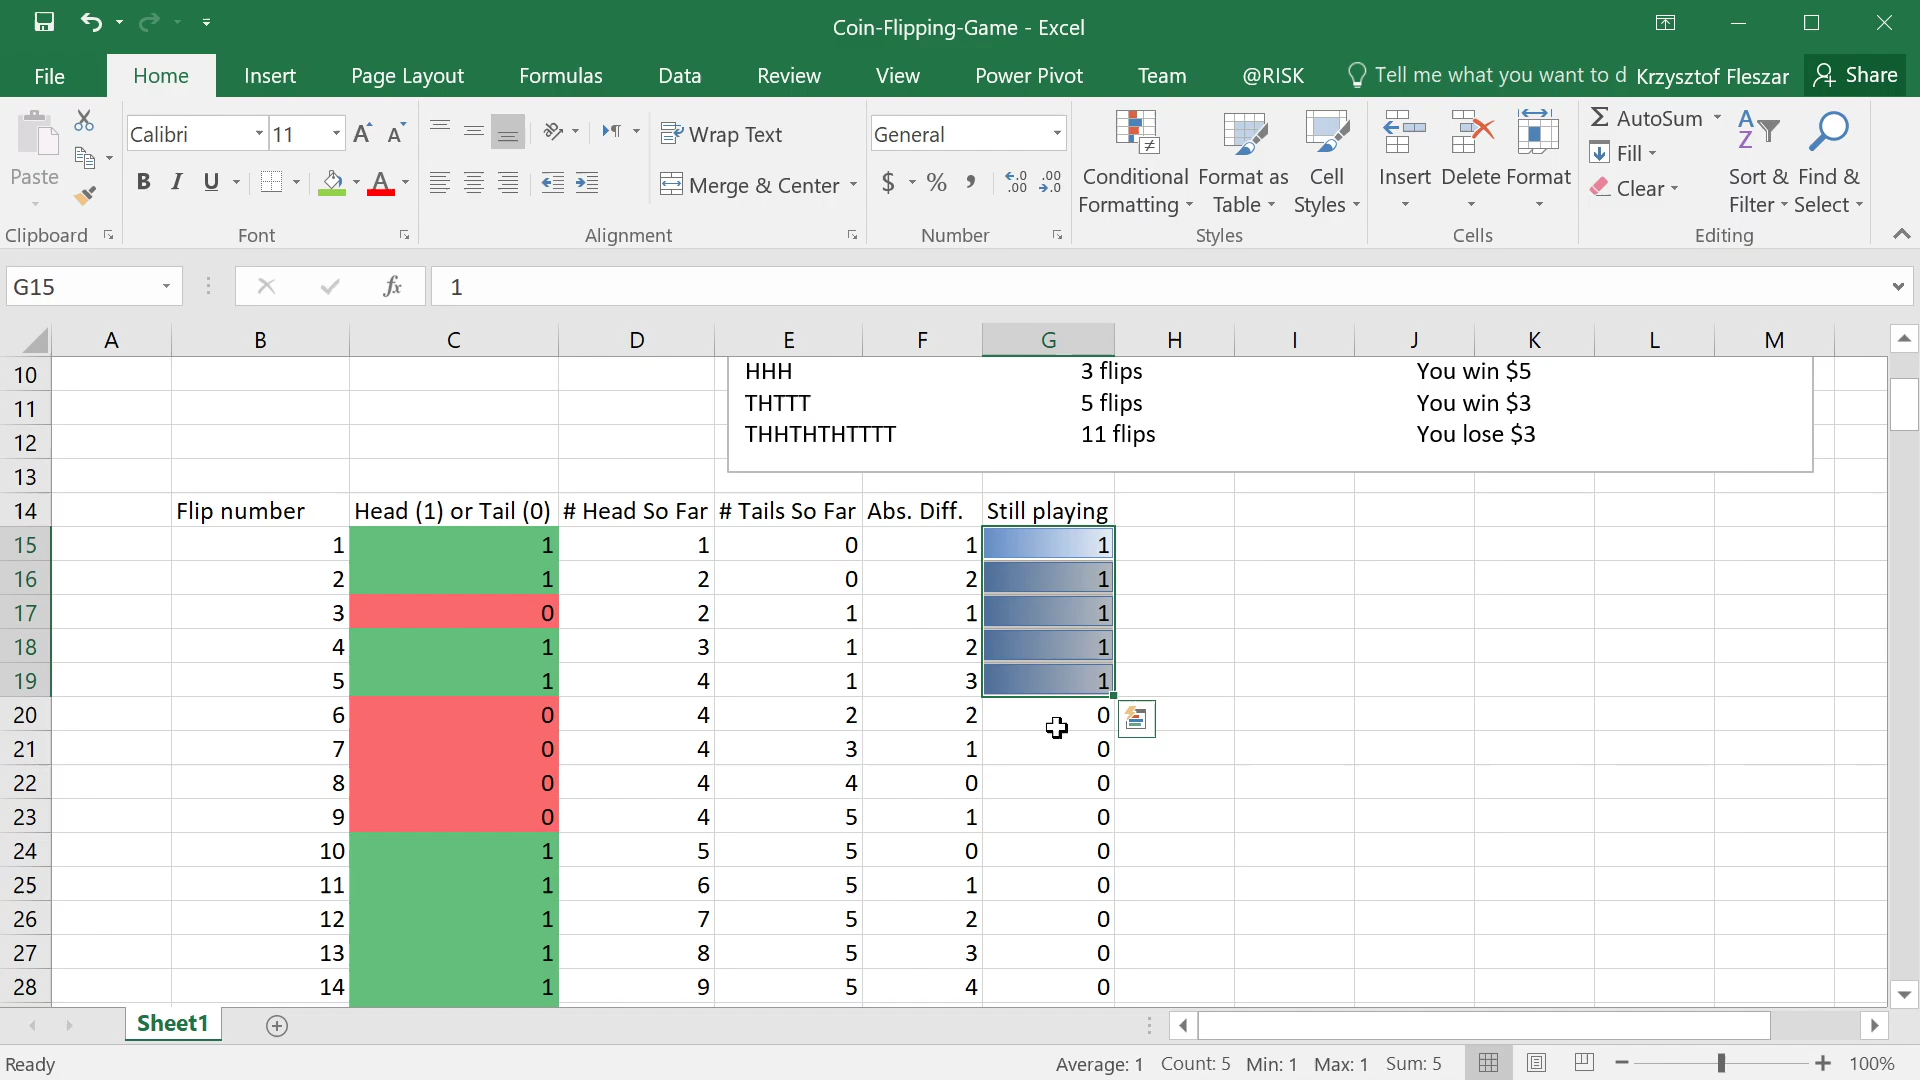 Coin-Flipping-Game - Excel
File Home Insert Page Layout Formulas Data Review View Power Pivot Team @RISK Tell me what you want to d Krzysztof Fleszar Share
Paste
Clipboard
Calibri 11
B I U A
Font
Wrap Text
Merge & Center
Alignment
General
$ % ,
Number
Conditional Formatting
Format as Table
Cell Styles
Styles
Insert Delete Format
Cells
AutoSum
Fill
Clear
Sort & Filter
Find & Select
Editing
G15 fx 1
A B C D E F G H I J K L M
10 HHH 3 flips You win $5
11 THTTT 5 flips You win $3
12 THHTHTHTTTT 11 flips You lose $3
13
14 Flip number Head (1) or Tail (0) # Head So Far # Tails So Far Abs. Diff. Still playing
15 1 1 1 0 1 1
16 2 1 2 0 2 1
17 3 0 2 1 1 1
18 4 1 3 1 2 1
19 5 1 4 1 3 1
20 6 0 4 2 2 0
21 7 0 4 3 1 0
22 8 0 4 4 0 0
23 9 0 4 5 1 0
24 10 1 5 5 0 0
25 11 1 6 5 1 0
26 12 1 7 5 2 0
27 13 1 8 5 3 0
28 14 1 9 5 4 0
Sheet1
Ready Average: 1 Count: 5 Min: 1 Max: 1 Sum: 5 100%